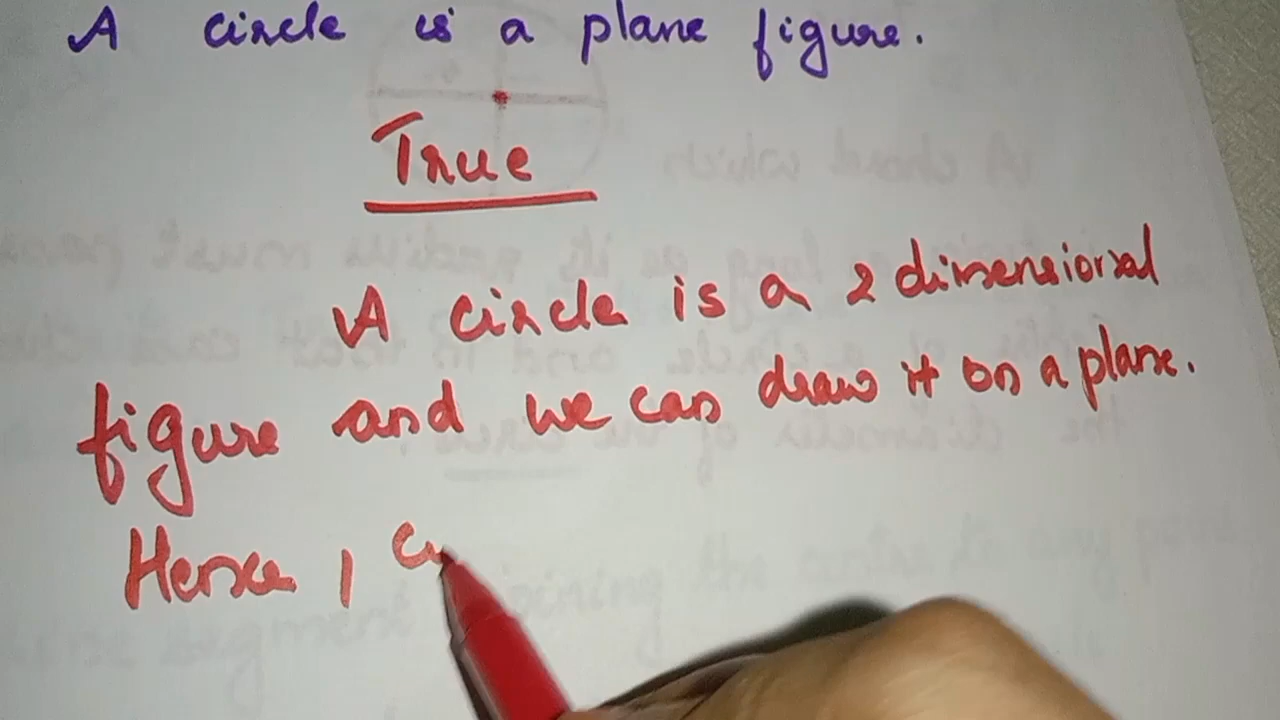 A circle is a plane figure.
True
A circle is a 2 dimensional
figure and we can draw it on a plane.
Hence,